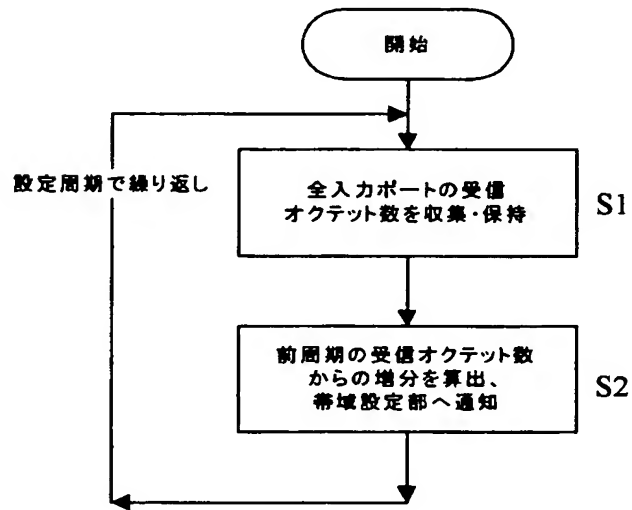 開始
設定周期で繰り返し
全入力ポートの受信
オクテット数を収集・保持
S1
前周期の受信オクテット数
からの増分を算出、
帯域設定部へ通知
S2